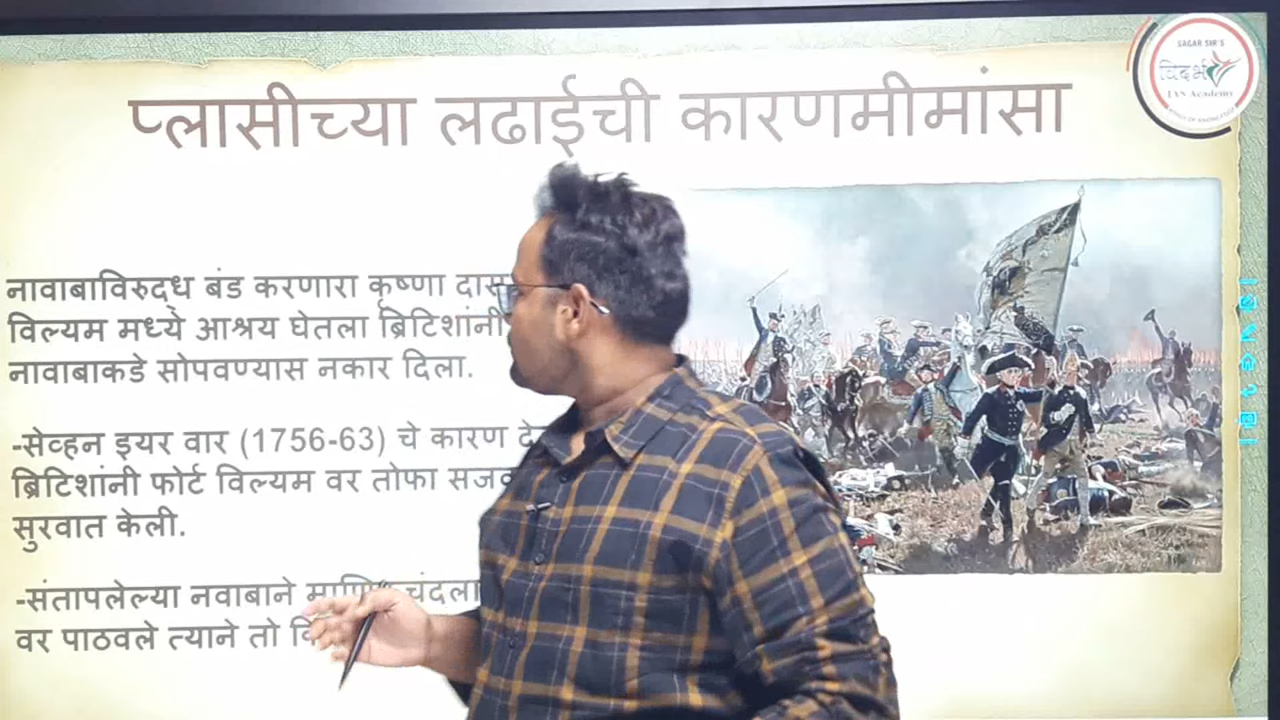 प्लासीच्या लढाईची कारणमीमांसा
SAGAR SIR'S
विदर्भ
IAS Academy
नावाबाविरुद्ध बंड करणारा कृष्णा दास
विल्यम मध्ये आश्रय घेतला ब्रिटिशांनी
नावाबाकडे सोपवण्यास नकार दिला.
-सेव्हन इयर वार (1756-63) चे कारण
ब्रिटिशांनी फोर्ट विल्यम वर तोफा
सुरवात केली.
-संतापलेल्या नवाबाने
वर पाठवले त्याने तो